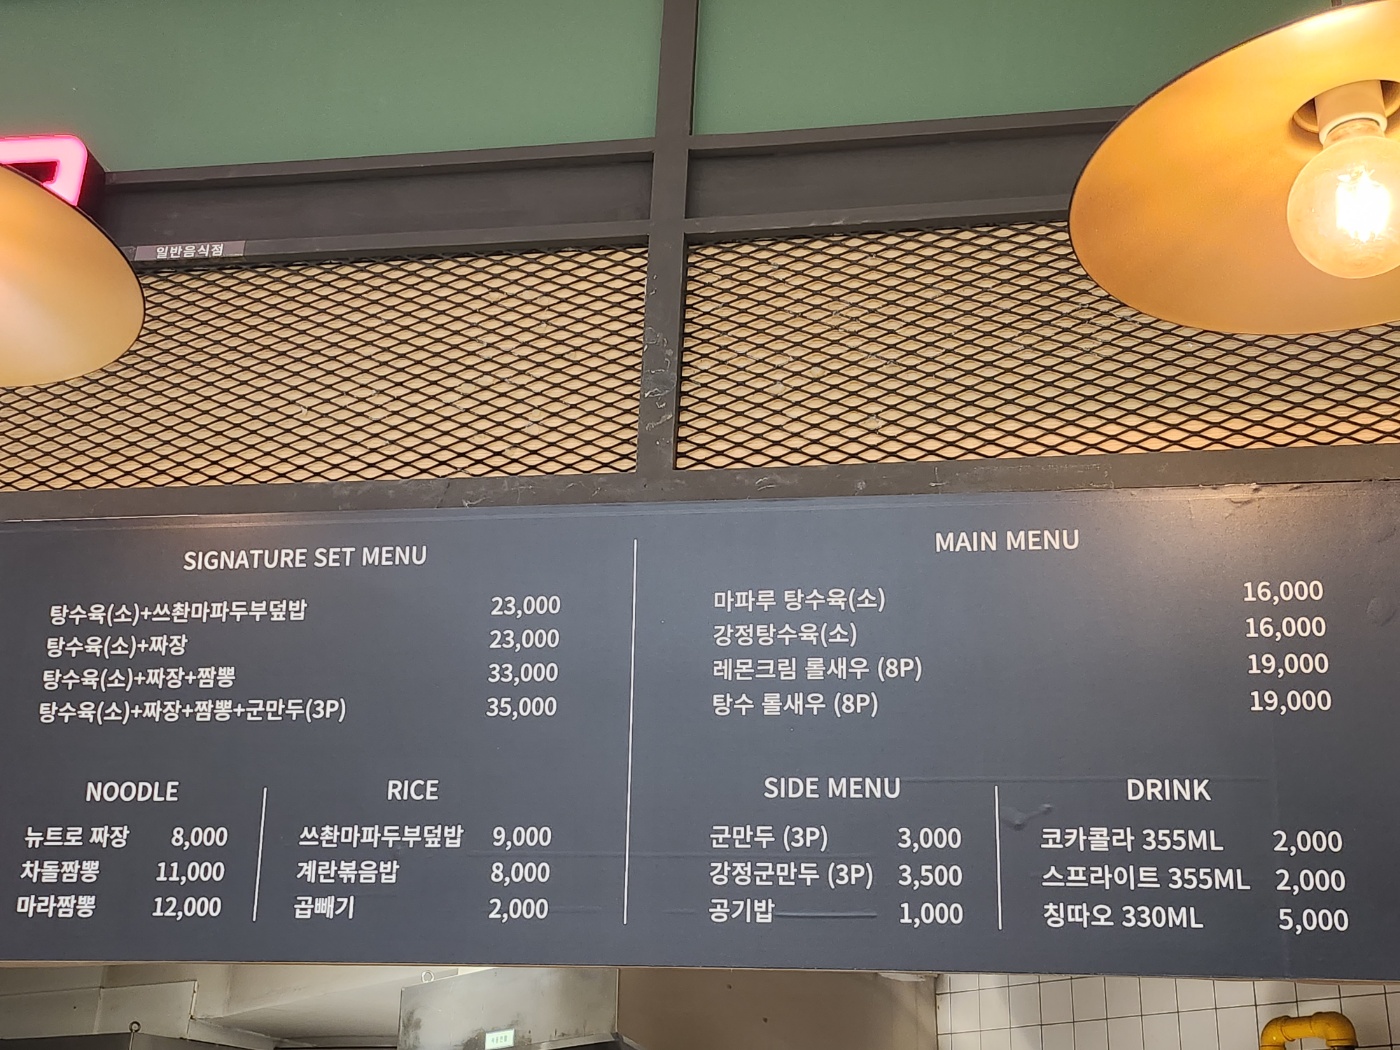 일반음식점
SIGNATURE SET MENU
탕수육(소)+쓰촨마파두부덮밥 23,000
탕수육(소)+짜장 23,000
탕수육(소)+짜장+짬뽕 33,000
탕수육(소)+짜장+짬뽕+군만두(3P) 35,000
MAIN MENU
마파루 탕수육(소) 16,000
강정탕수육(소) 16,000
레몬크림 롤새우 (8P) 19,000
탕수 롤새우 (8P) 19,000
NOODLE
뉴트로 짜장 8,000
차돌짬뽕 11,000
마라짬뽕 12,000
RICE
쓰촨마파두부덮밥 9,000
계란볶음밥 8,000
곱빼기 2,000
SIDE MENU
군만두 (3P) 3,000
강정군만두 (3P) 3,500
공기밥 1,000
DRINK
코카콜라 355ML 2,000
스프라이트 355ML 2,000
칭따오 330ML 5,000